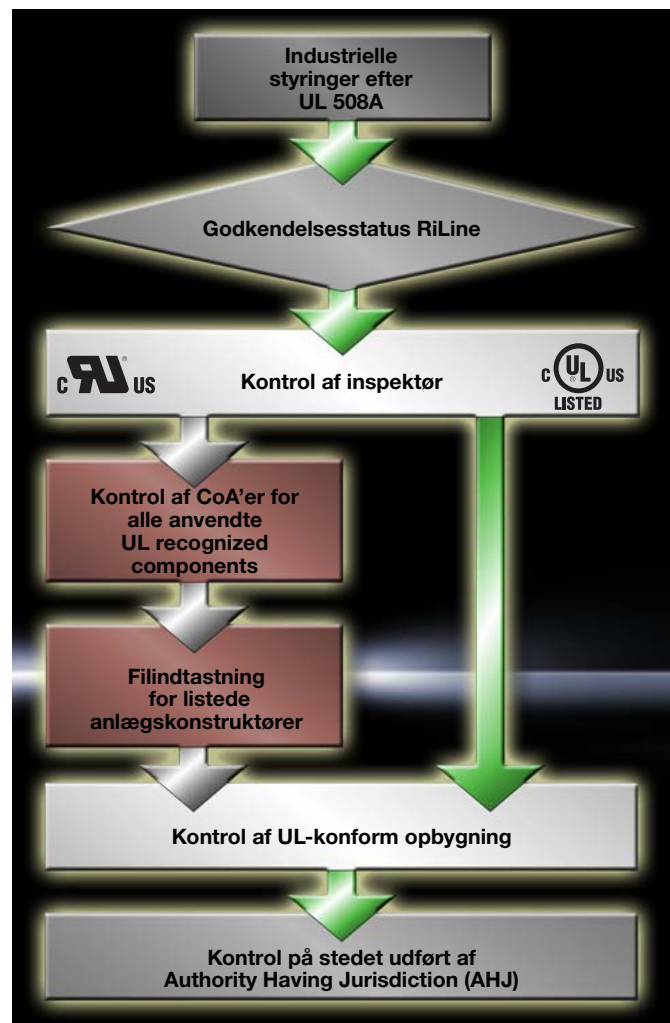 Industrielle
styringer efter
UL 508A
Godkendelsesstatus RiLine
C RU ® US
Kontrol af inspektør
C UL ® US
LISTED
Kontrol af CoA’er for
alle anvendte
UL recognized
components
Filindtastning
for listede
anlægskonstruktører
Kontrol af UL-konform opbygning
Kontrol på stedet udført af
Authority Having Jurisdiction (AHJ)